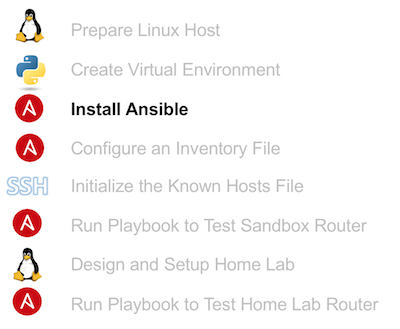 Prepare Linux Host
Create Virtual Environment
Install Ansible
Configure an Inventory File
SSH Initialize the Known Hosts File
Run Playbook to Test Sandbox Router
Design and Setup Home Lab
Run Playbook to Test Home Lab Router